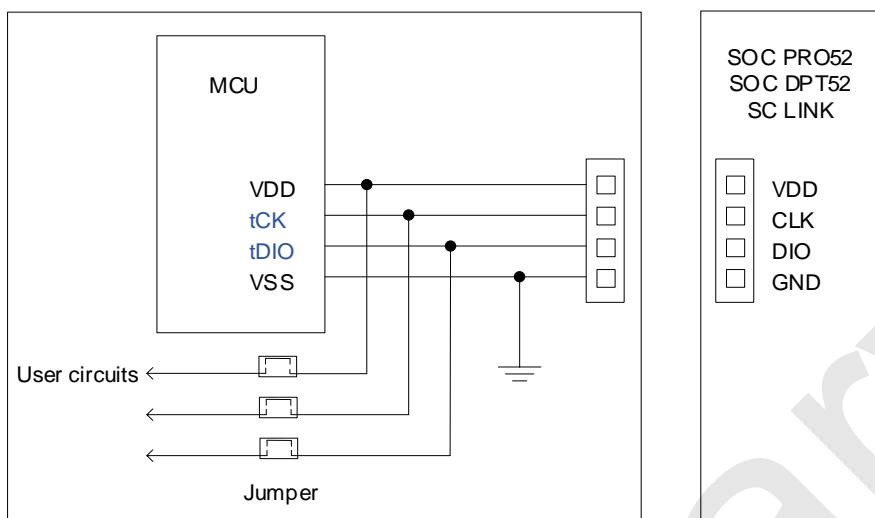 MCU
VDD
tCK
tDIO
VSS
User circuits
Jumper
SOC PRO52
SOC DPT52
SC LINK
VDD
CLK
DIO
GND